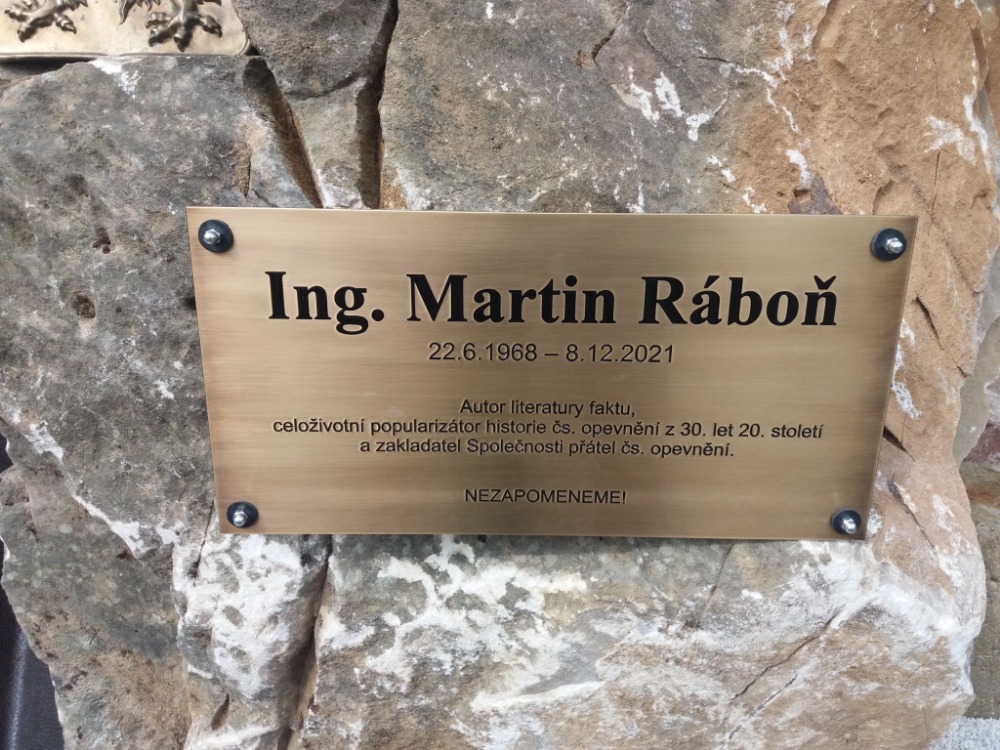 Ing. Martin Ráboň
22.6.1968 – 8.12.2021
Autor literatury faktu,
celoživotní popularizátor historie čs. opevnění z 30. let 20. století
a zakladatel Společnosti přátel čs. opevnění.
NEZAPOMENEME!